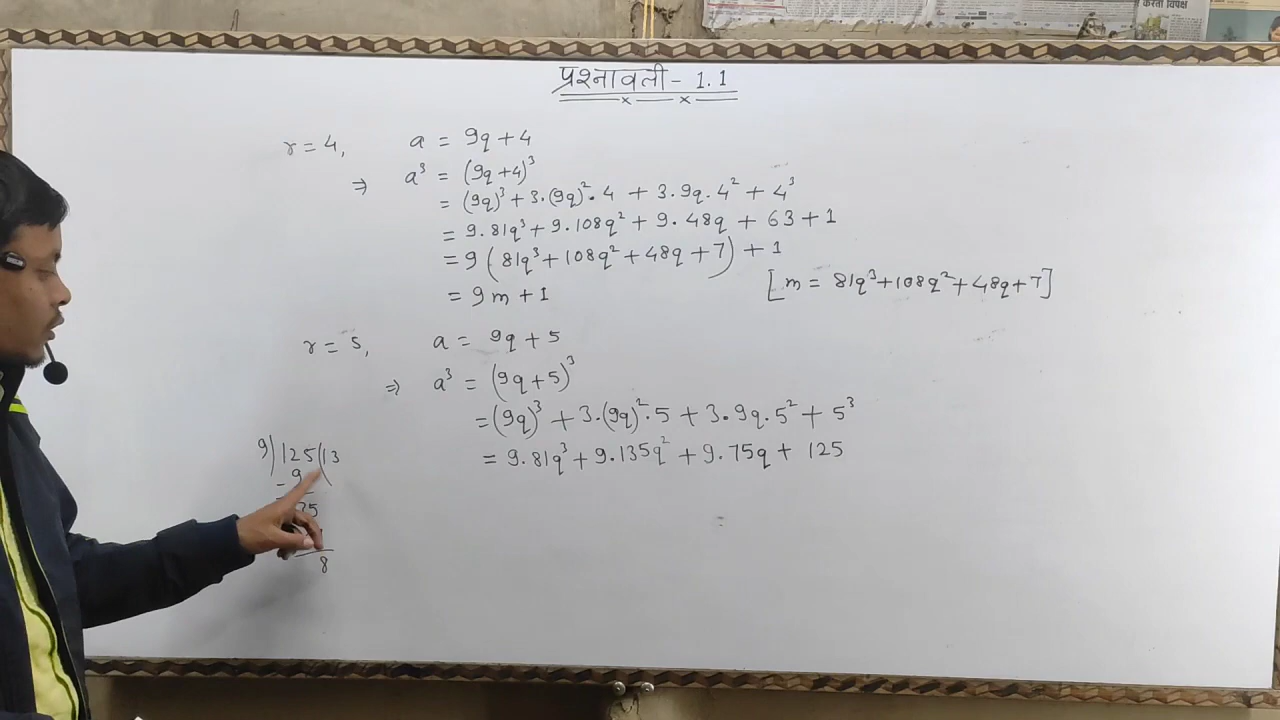 करता विपक्ष
प्रश्नावली - 1.1
r = 4, a = 9q + 4
⇒ a³ = (9q + 4)³
= (9q)³ + 3·(9q)²·4 + 3·9q·4² + 4³
= 9·81q³ + 9·108q² + 9·48q + 63 + 1
= 9(81q³ + 108q² + 48q + 7) + 1
= 9m + 1 [m = 81q³ + 108q² + 48q + 7]
r = 5, a = 9q + 5
⇒ a³ = (9q + 5)³
= (9q)³ + 3·(9q)²·5 + 3·9q·5² + 5³
= 9·81q³ + 9·135q² + 9·75q + 125
=
9)125(13
- 9
8